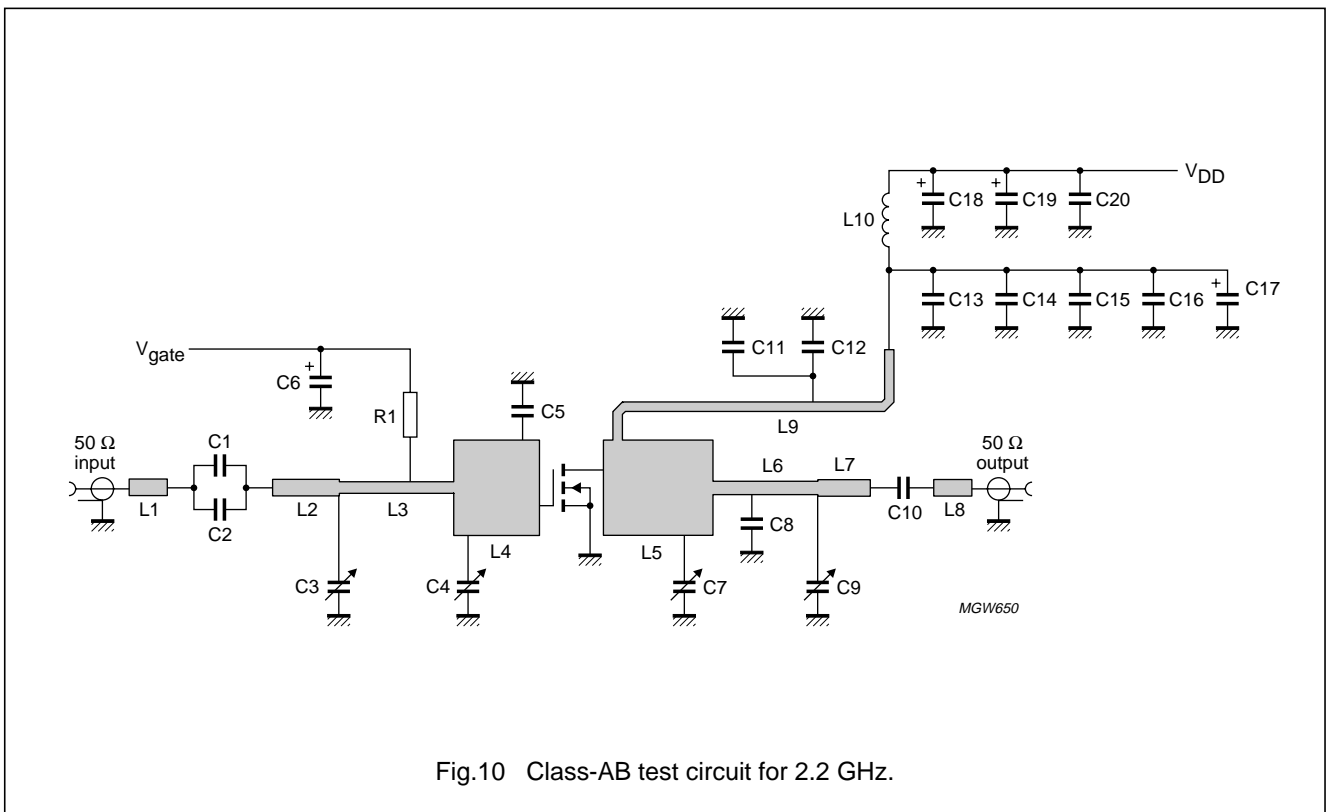 V_DD
+ C18
+ C19
C20
L10
C13
C14
C15
C16
+ C17
C11
C12
V_gate
+
C6
R1
C5
L9
50 Ω
input
C1
C2
L1
L2
L3
L4
L5
L6
L7
50 Ω
output
C10
L8
C8
C3
C4
C7
C9
MGW650
Fig.10 Class-AB test circuit for 2.2 GHz.